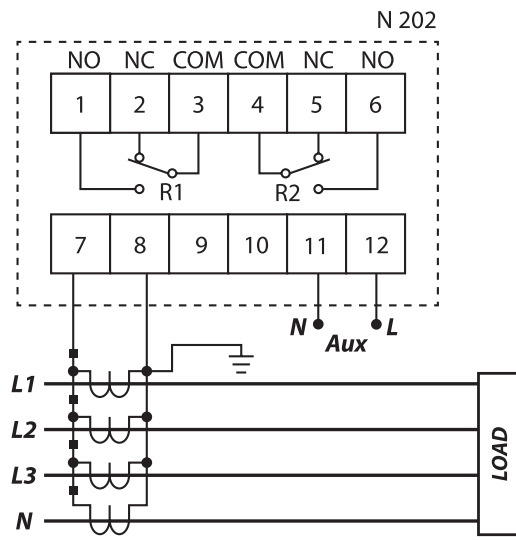 N 202
NO NC COM COM NC NO
1 2 3 4 5 6
R1 R2
7 8 9 10 11 12
N Aux L
L1
L2
L3
N
LOAD